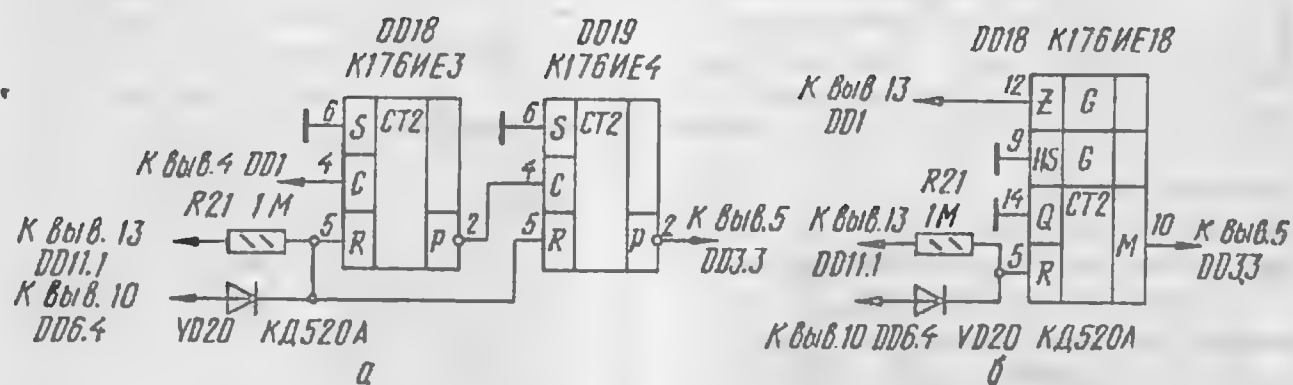 DD18
К176ИЕ3
DD19
К176ИЕ4
6
S
СТ2
4
C
5
R
P
2
К выв.4 DD1
R21 1М
К выв. 13
DD11.1
К выв. 10
DD6.4
VD20 КД520А
6
S
СТ2
4
C
5
R
P
2
К выв.5
DD3.3
а
DD18 К176ИЕ18
К выв 13
DD1
12
Z
G
9
HS
G
14
Q
СТ2
5
R
M
10
К выв.5
DD3.3
R21
1М
К выв.13
DD11.1
К выв.10 DD6.4 VD20 КД520А
б